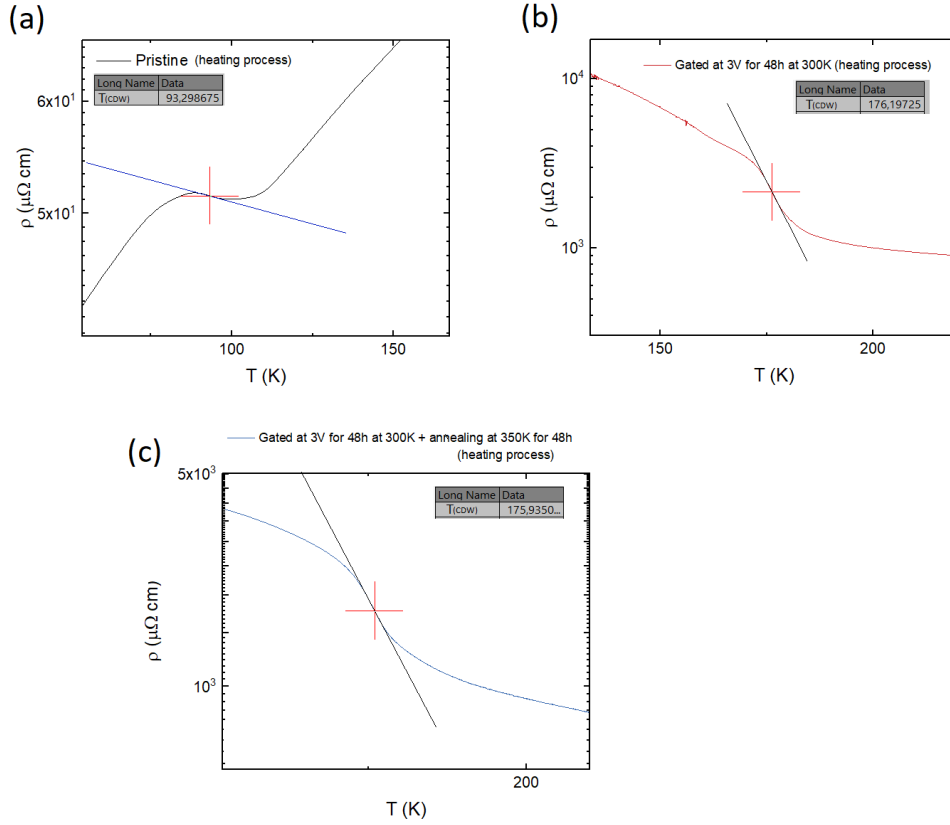 (a)
Pristine (heating process)
Long Name Data
T(CDW) 93,298675
6x10¹
5x10¹
ρ (μΩ cm)
100 150
T (K)
(b)
Gated at 3V for 48h at 300K (heating process)
Long Name Data
T(CDW) 176,19725
10⁴
10³
ρ (μΩ cm)
150 200
T (K)
(c)
Gated at 3V for 48h at 300K + annealing at 350K for 48h
(heating process)
Long Name Data
T(CDW) 175,9350...
5x10³
10³
ρ (μΩ cm)
200
T (K)